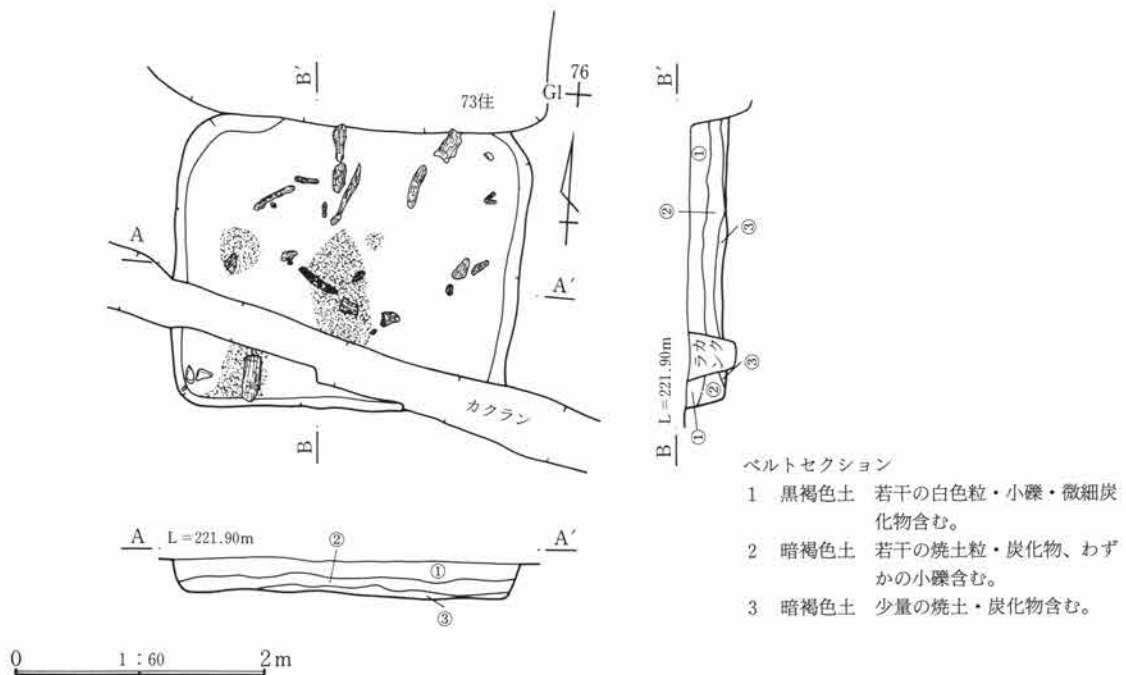 B′
73住
76
GI
A
A′
カクラン
B
B′
①
②
③
カクラン
③
②
L＝221.90m
①
B
A
L＝221.90m
②
A′
①
③
ベルトセクション
1 黒褐色土 若干の白色粒・小礫・微細炭
化物含む。
2 暗褐色土 若干の焼土粒・炭化物、わず
かの小礫含む。
3 暗褐色土 少量の焼土・炭化物含む。
0 1：60 2m